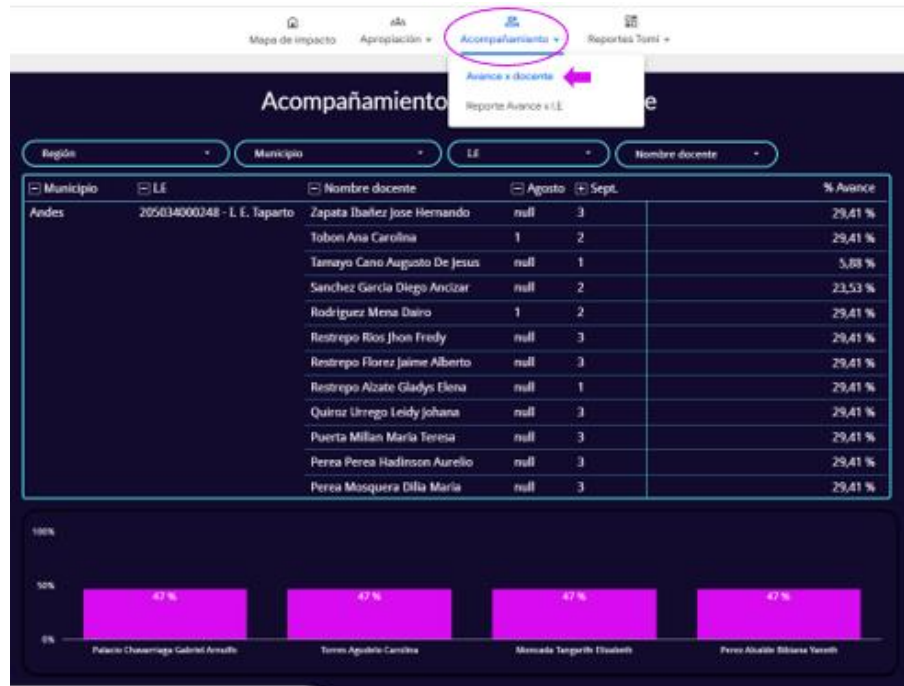 Mapa de impacto Apropiación Acompañamiento Reportes Tomi
Avance x docente
Reporte Avance x I.E
Acompañamiento e
Región Municipio I.E Nombre docente
Municipio I.E Nombre docente Agosto Sept. % Avance
Andes 205034000248 - I. E. Taparto Zapata Ibañez Jose Hernando null 3 29,41 %
Tobon Ana Carolina 1 2 29,41 %
Tamayo Cano Augusto De Jesus null 1 5,88 %
Sanchez Garcia Diego Ancizar null 2 23,53 %
Rodriguez Mena Dairo 1 2 29,41 %
Restrepo Rios Jhon Fredy null 3 29,41 %
Restrepo Florez Jaime Alberto null 3 29,41 %
Restrepo Alzate Gladys Elena null 1 29,41 %
Quiroz Urrego Leidy Johana null 3 29,41 %
Puerta Millan Maria Teresa null 3 29,41 %
Perea Perea Hadinson Aurelio null 3 29,41 %
Perea Mosquera Dilia Maria null 3 29,41 %
100%
50%
47 % 47 % 47 % 47 %
0%
Palacio Chavarriaga Gabriel Arnulfo Torres Agudelo Carolina Moncada Tangarife Elizabeth Perez Alcalde Bibiana Yaneth